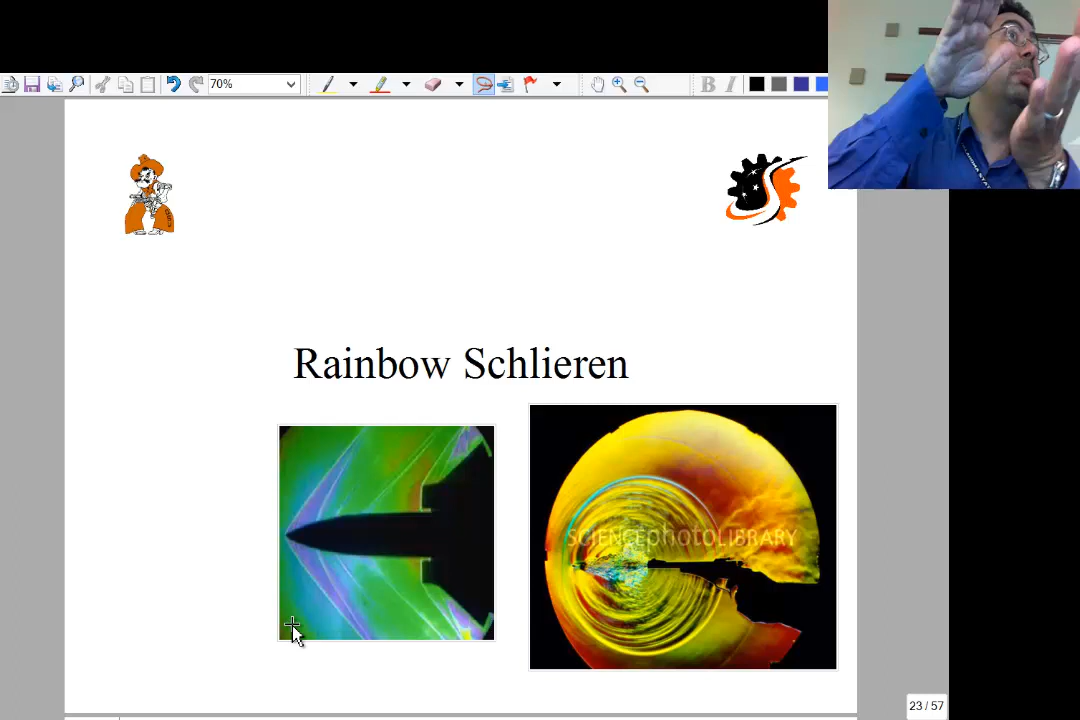 70%
B I
Rainbow Schlieren
SCIENCEphotoLIBRARY
23 / 57